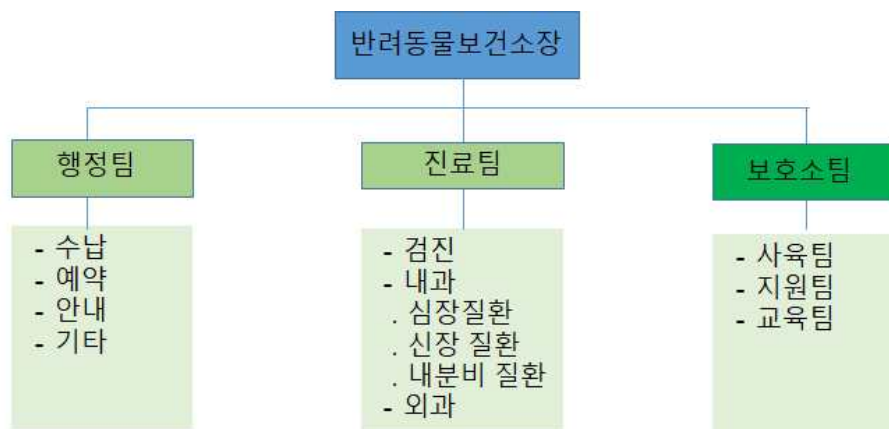 반려동물보건소장
행정팀
- 수납
- 예약
- 안내
- 기타
진료팀
- 검진
- 내과
. 심장질환
. 신장 질환
. 내분비 질환
- 외과
보호소팀
- 사육팀
- 지원팀
- 교육팀